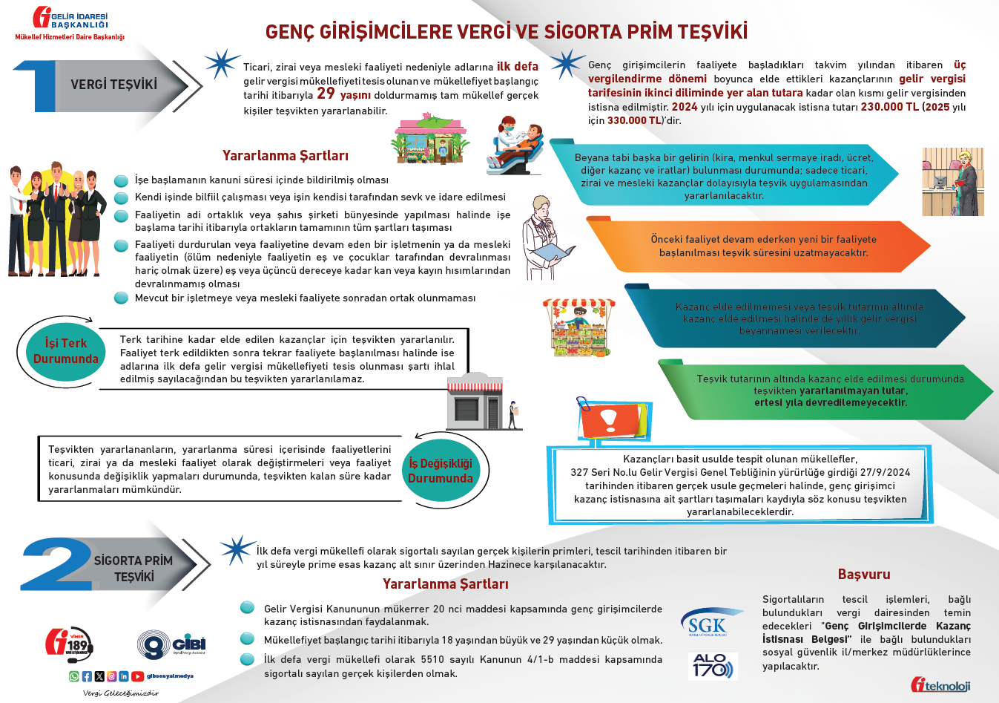 GELİR İDARESİ
BAŞKANLIĞI
Mükellef Hizmetleri Daire Başkanlığı
GENÇ GİRİŞİMCİLERE VERGİ VE SİGORTA PRİM TEŞVİKİ
1
VERGİ TEŞVİKİ
Ticari, zirai veya mesleki faaliyeti nedeniyle adlarına ilk defa
gelir vergisi mükellefiyeti tesis olunan ve mükellefiyet başlangıç
tarihi itibarıyla 29 yaşını doldurmamış tam mükellef gerçek
kişiler teşvikten yararlanabilir.
Genç girişimcilerin faaliyete başladıkları takvim yılından itibaren üç
vergilendirme dönemi boyunca elde ettikleri kazançlarının gelir vergisi
tarifesinin ikinci diliminde yer alan tutara kadar olan kısmı gelir vergisinden
istisna edilmiştir. 2024 yılı için uygulanacak istisna tutarı 230.000 TL (2025 yılı
için 330.000 TL)'dir.
Yararlanma Şartları
İşe başlamanın kanuni süresi içinde bildirilmiş olması
Kendi işinde bilfiil çalışması veya işin kendisi tarafından sevk ve idare edilmesi
Faaliyetin adi ortaklık veya şahıs şirketi bünyesinde yapılması halinde işe
başlama tarihi itibarıyla ortakların tamamının tüm şartları taşıması
Faaliyeti durdurulan veya faaliyetine devam eden bir işletmenin ya da mesleki
faaliyetin (ölüm nedeniyle faaliyetin eş ve çocuklar tarafından devralınması
hariç olmak üzere) eş veya üçüncü dereceye kadar kan veya kayın hısımlarından
devralınmamış olması
Mevcut bir işletmeye veya mesleki faaliyete sonradan ortak olunmaması
Beyana tabi başka bir gelirin (kira, menkul sermaye iradı, ücret,
diğer kazanç ve iratlar) bulunması durumunda; sadece ticari,
zirai ve mesleki kazançlar dolayısıyla teşvik uygulamasından
yararlanılacaktır.
Önceki faaliyet devam ederken yeni bir faaliyete
başlanılması teşvik süresini uzatmayacaktır.
Kazanç elde edilmemesi veya teşvik tutarının altında
kazanç elde edilmesi halinde de yıllık gelir vergisi
beyannamesi verilecektir.
Teşvik tutarının altında kazanç elde edilmesi durumunda
teşvikten yararlanılmayan tutar,
ertesi yıla devredilemeyecektir.
İşi Terk
Durumunda
Terk tarihine kadar elde edilen kazançlar için teşvikten yararlanılır.
Faaliyet terk edildikten sonra tekrar faaliyete başlanılması halinde ise
adlarına ilk defa gelir vergisi mükellefiyeti tesis olunması şartı ihlal
edilmiş sayılacağından bu teşvikten yararlanılamaz.
Teşvikten yararlananların, yararlanma süresi içerisinde faaliyetlerini
ticari, zirai ya da mesleki faaliyet olarak değiştirmeleri veya faaliyet
konusunda değişiklik yapmaları durumunda, teşvikten kalan süre kadar
yararlanmaları mümkündür.
İş Değişikliği
Durumunda
Kazançları basit usulde tespit olunan mükellefler,
327 Seri No.lu Gelir Vergisi Genel Tebliğinin yürürlüğe girdiği 27/9/2024
tarihinden itibaren gerçek usule geçmeleri halinde, genç girişimci
kazanç istisnasına ait şartları taşımaları kaydıyla söz konusu teşvikten
yararlanabileceklerdir.
2
SİGORTA PRİM
TEŞVİKİ
İlk defa vergi mükellefi olarak sigortalı sayılan gerçek kişilerin primleri, tescil tarihinden itibaren bir
yıl süreyle prime esas kazanç alt sınır üzerinden Hazinece karşılanacaktır.
Yararlanma Şartları
Gelir Vergisi Kanununun mükerrer 20 nci maddesi kapsamında genç girişimcilerde
kazanç istisnasından faydalanmak.
Mükellefiyet başlangıç tarihi itibarıyla 18 yaşından büyük ve 29 yaşından küçük olmak.
İlk defa vergi mükellefi olarak 5510 sayılı Kanunun 4/1-b maddesi kapsamında
sigortalı sayılan gerçek kişilerden olmak.
Başvuru
Sigortalıların tescil işlemleri, bağlı
bulundukları vergi dairesinden temin
edecekleri "Genç Girişimcilerde Kazanç
İstisnası Belgesi" ile bağlı bulundukları
sosyal güvenlik il/merkez müdürlüklerince
yapılacaktır.
SGK
SOSYAL GÜVENLİK KURUMU
ALO
170
VİMER
189
GİBİ
Dijital Vergi Asistanı
gibsosyalmedya
Vergi Geleceğimizdir
teknoloji